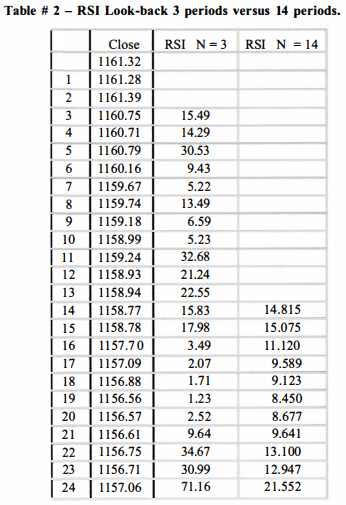 Table # 2 – RSI Look-back 3 periods versus 14 periods.
Close RSI N = 3 RSI N = 14
1161.32
1 1161.28
2 1161.39
3 1160.75 15.49
4 1160.71 14.29
5 1160.79 30.53
6 1160.16 9.43
7 1159.67 5.22
8 1159.74 13.49
9 1159.18 6.59
10 1158.99 5.23
11 1159.24 32.68
12 1158.93 21.24
13 1158.94 22.55
14 1158.77 15.83 14.815
15 1158.78 17.98 15.075
16 1157.70 3.49 11.120
17 1157.09 2.07 9.589
18 1156.88 1.71 9.123
19 1156.56 1.23 8.450
20 1156.57 2.52 8.677
21 1156.61 9.64 9.641
22 1156.75 34.67 13.100
23 1156.71 30.99 12.947
24 1157.06 71.16 21.552